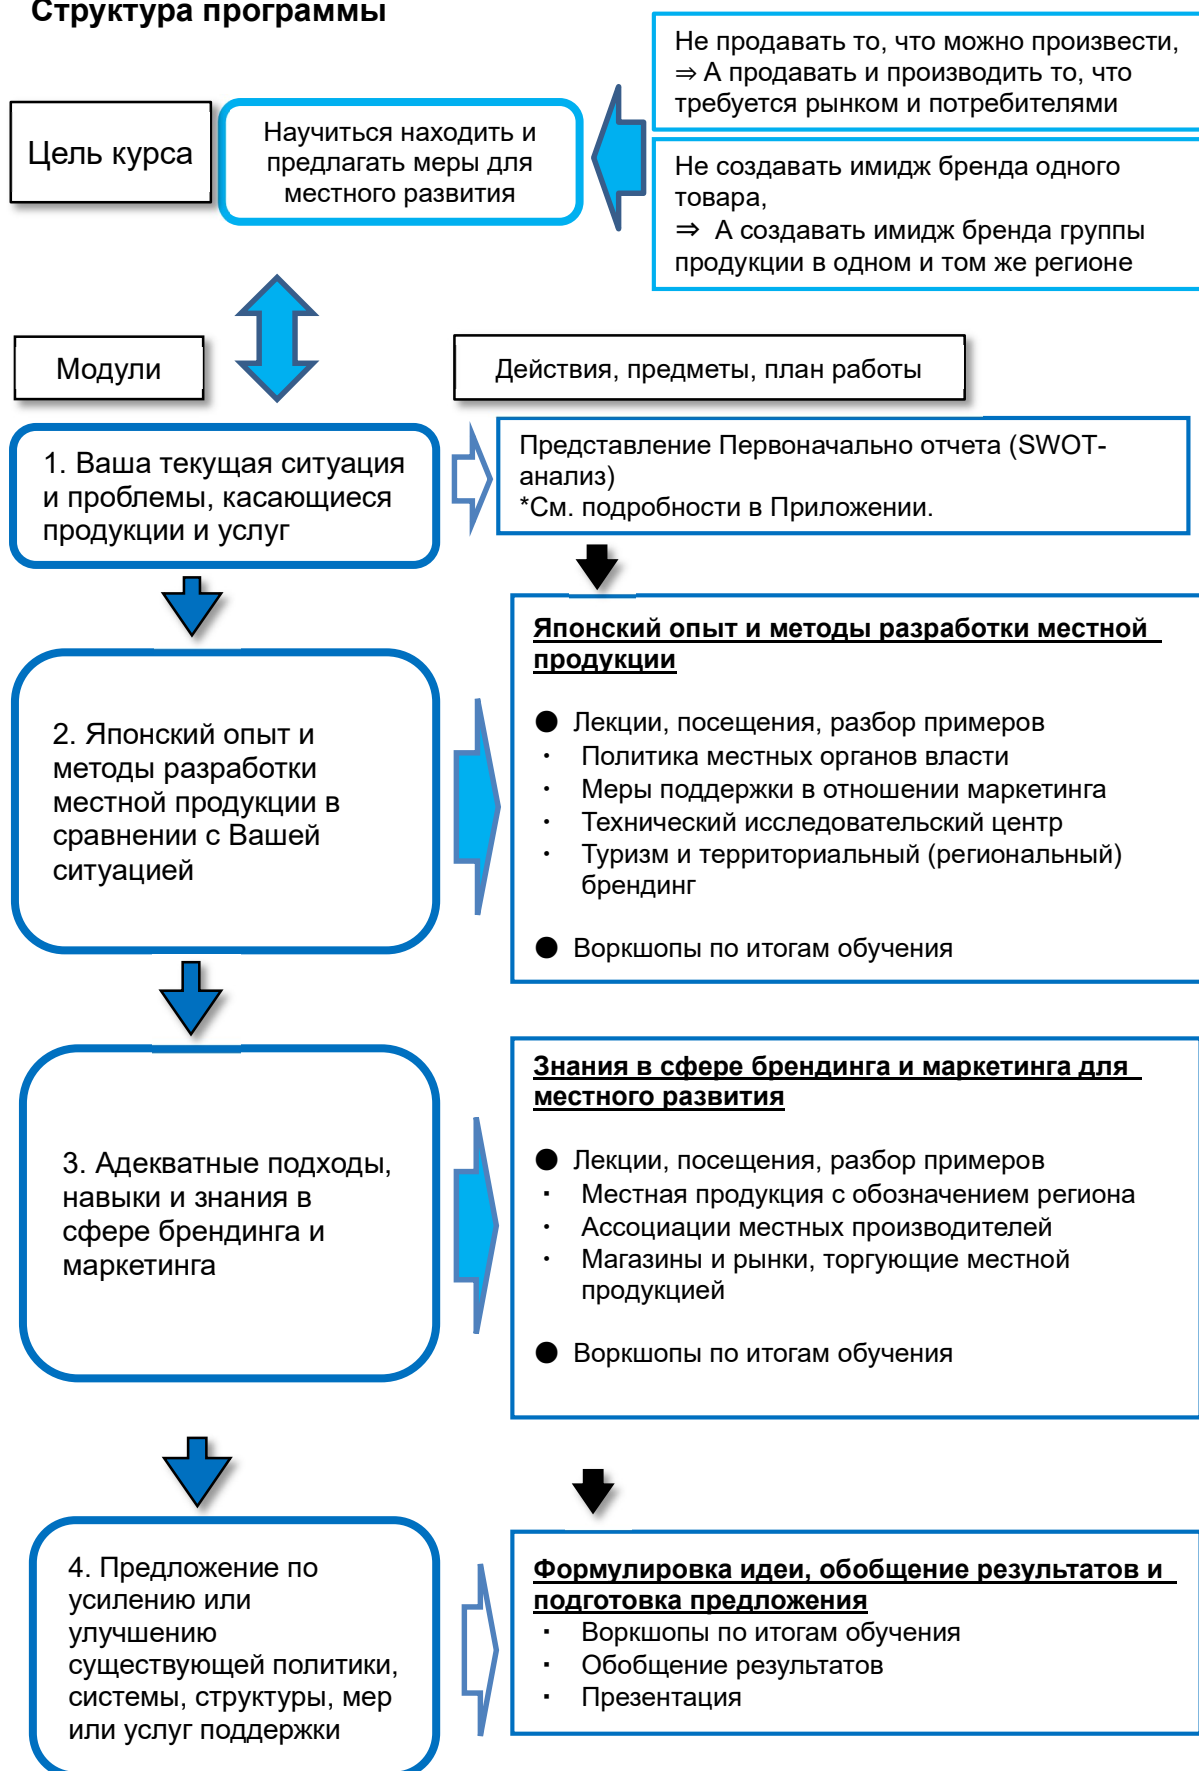 Структура программы
Не продавать то, что можно произвести,
⇒ А продавать и производить то, что
требуется рынком и потребителями
Цель курса
Научиться находить и
предлагать меры для
местного развития
Не создавать имидж бренда одного
товара,
⇒ А создавать имидж бренда группы
продукции в одном и том же регионе
Модули
Действия, предметы, план работы
1. Ваша текущая ситуация
и проблемы, касающиеся
продукции и услуг
Представление Первоначально отчета (SWOT-
анализ)
*См. подробности в Приложении.
2. Японский опыт и
методы разработки
местной продукции в
сравнении с Вашей
ситуацией
Японский опыт и методы разработки местной
продукции
● Лекции, посещения, разбор примеров
・ Политика местных органов власти
・ Меры поддержки в отношении маркетинга
・ Технический исследовательский центр
・ Туризм и территориальный (региональный)
брендинг
● Воркшопы по итогам обучения
3. Адекватные подходы,
навыки и знания в
сфере брендинга и
маркетинга
Знания в сфере брендинга и маркетинга для
местного развития
● Лекции, посещения, разбор примеров
・ Местная продукция с обозначением региона
・ Ассоциации местных производителей
・ Магазины и рынки, торгующие местной
продукцией
● Воркшопы по итогам обучения
4. Предложение по
усилению или
улучшению
существующей политики,
системы, структуры, мер
или услуг поддержки
Формулировка идеи, обобщение результатов и
подготовка предложения
・ Воркшопы по итогам обучения
・ Обобщение результатов
・ Презентация